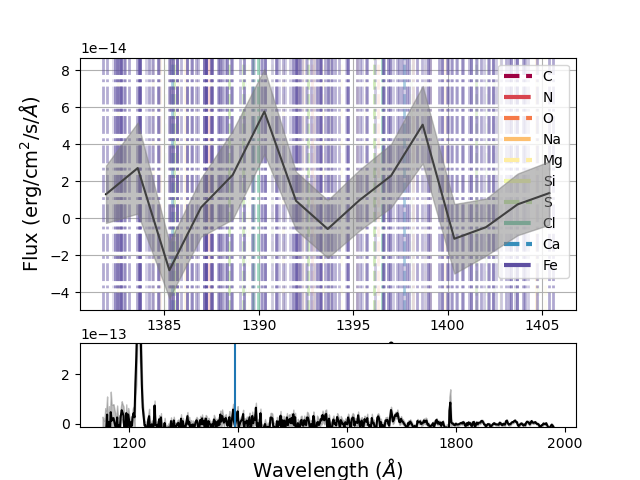 1e−14
8
6
4
2
0
−2
−4
Flux (erg/cm²/s/Å)
C
N
O
Na
Mg
Si
S
Cl
Ca
Fe
1385 1390 1395 1400 1405
1e−13
2
0
1200 1400 1600 1800 2000
Wavelength (Å)